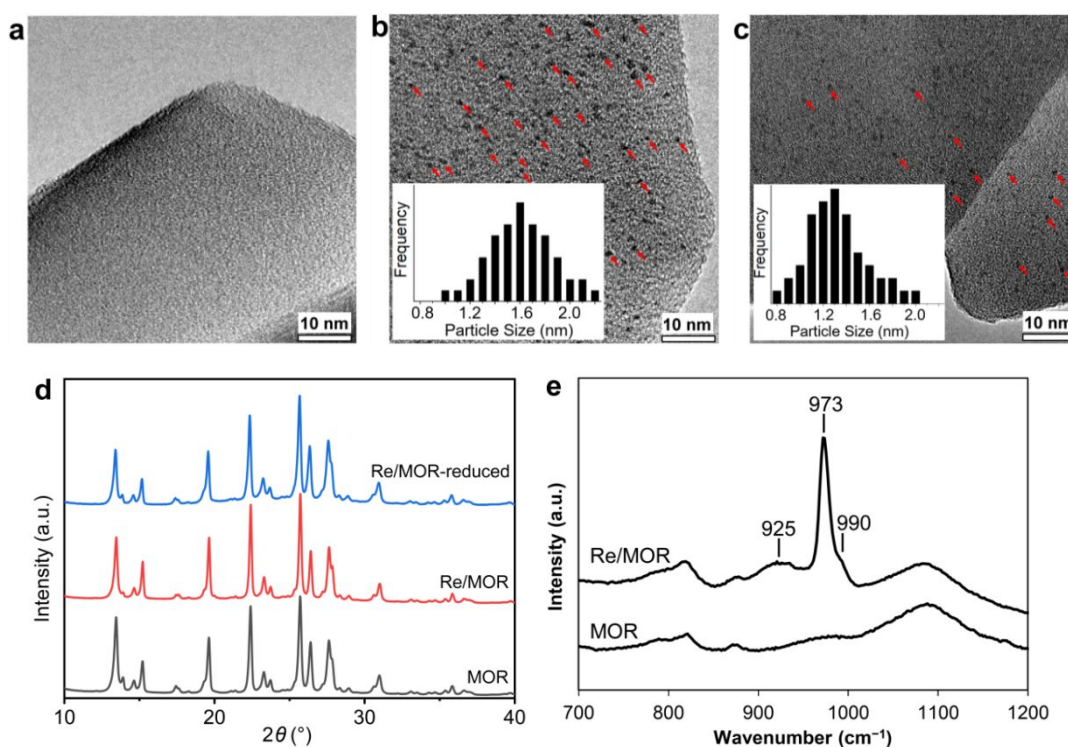 a
10 nm
b
Frequency
0.8 1.2 1.6 2.0
Particle Size (nm)
10 nm
c
Frequency
0.8 1.2 1.6 2.0
Particle Size (nm)
10 nm
d
Intensity (a.u.)
Re/MOR-reduced
Re/MOR
MOR
10 20 30 40
2θ (°)
e
Intensity (a.u.)
973
925
990
Re/MOR
MOR
700 800 900 1000 1100 1200
Wavenumber (cm⁻¹)